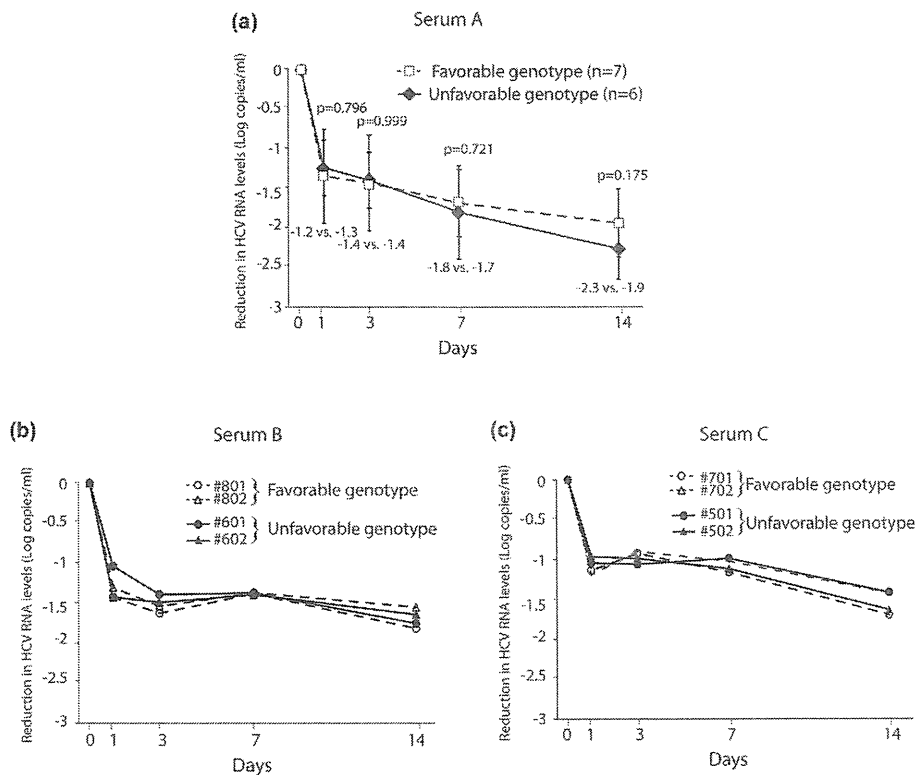 (a)
Serum A
Reduction in HCV RNA levels (Log copies/ml)
0
-0.5
-1
-1.5
-2
-2.5
-3
Favorable genotype (n=7)
Unfavorable genotype (n=6)
p=0.796
p=0.999
p=0.721
p=0.175
-1.2 vs. -1.3
-1.4 vs. -1.4
-1.8 vs. -1.7
-2.3 vs. -1.9
0 1 3 7 14
Days
(b)
Serum B
Reduction in HCV RNA levels (Log copies/ml)
0
-0.5
-1
-1.5
-2
-2.5
-3
#801
#802
Favorable genotype
#601
#602
Unfavorable genotype
0 1 3 7 14
Days
(c)
Serum C
Reduction in HCV RNA levels (Log copies/ml)
0
-0.5
-1
-1.5
-2
-2.5
-3
#701
#702
Favorable genotype
#501
#502
Unfavorable genotype
0 1 3 7 14
Days